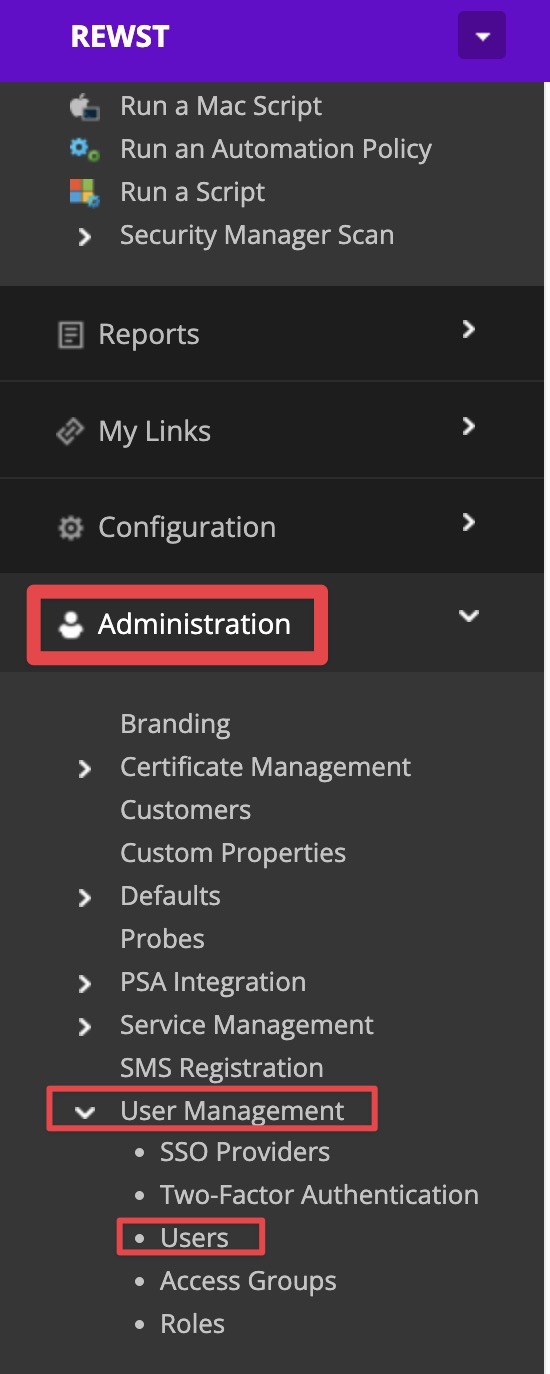 REWST
Run a Mac Script
Run an Automation Policy
Run a Script
Security Manager Scan
Reports
My Links
Configuration
Administration
Branding
Certificate Management
Customers
Custom Properties
Defaults
Probes
PSA Integration
Service Management
SMS Registration
User Management
SSO Providers
Two-Factor Authentication
Users
Access Groups
Roles